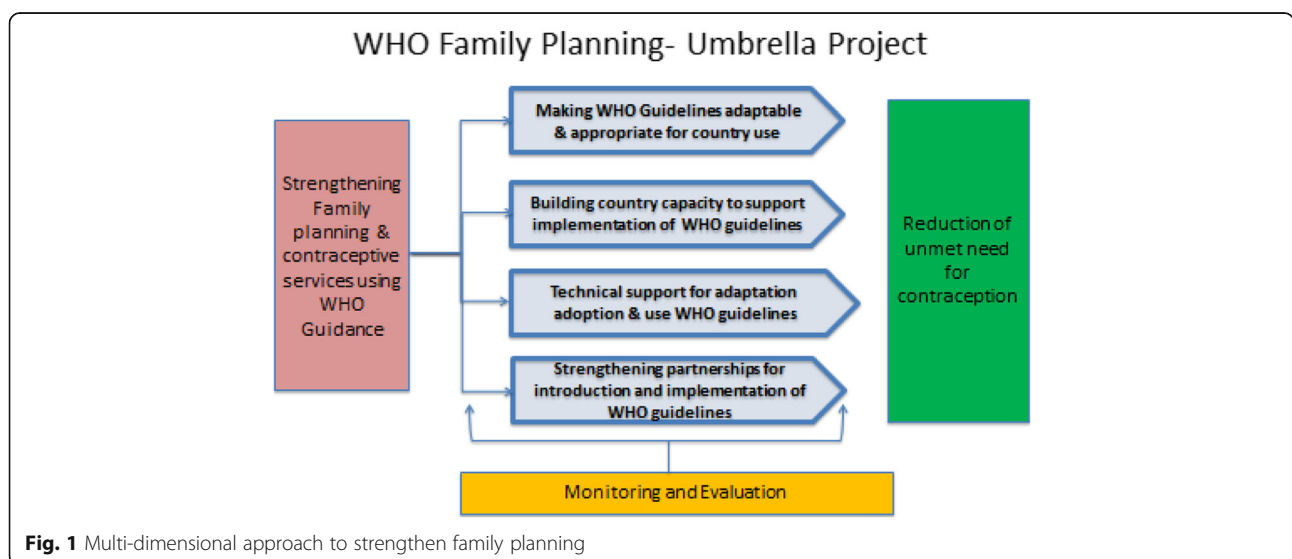 WHO Family Planning- Umbrella Project
Strengthening
Family
planning &
contraceptive
services using
WHO
Guidance
Making WHO Guidelines adaptable
& appropriate for country use
Building country capacity to support
implementation of WHO guidelines
Technical support for adaptation
adoption & use WHO guidelines
Strengthening partnerships for
introduction and implementation of
WHO guidelines
Reduction of
unmet need
for
contraception
Monitoring and Evaluation
Fig. 1 Multi-dimensional approach to strengthen family planning